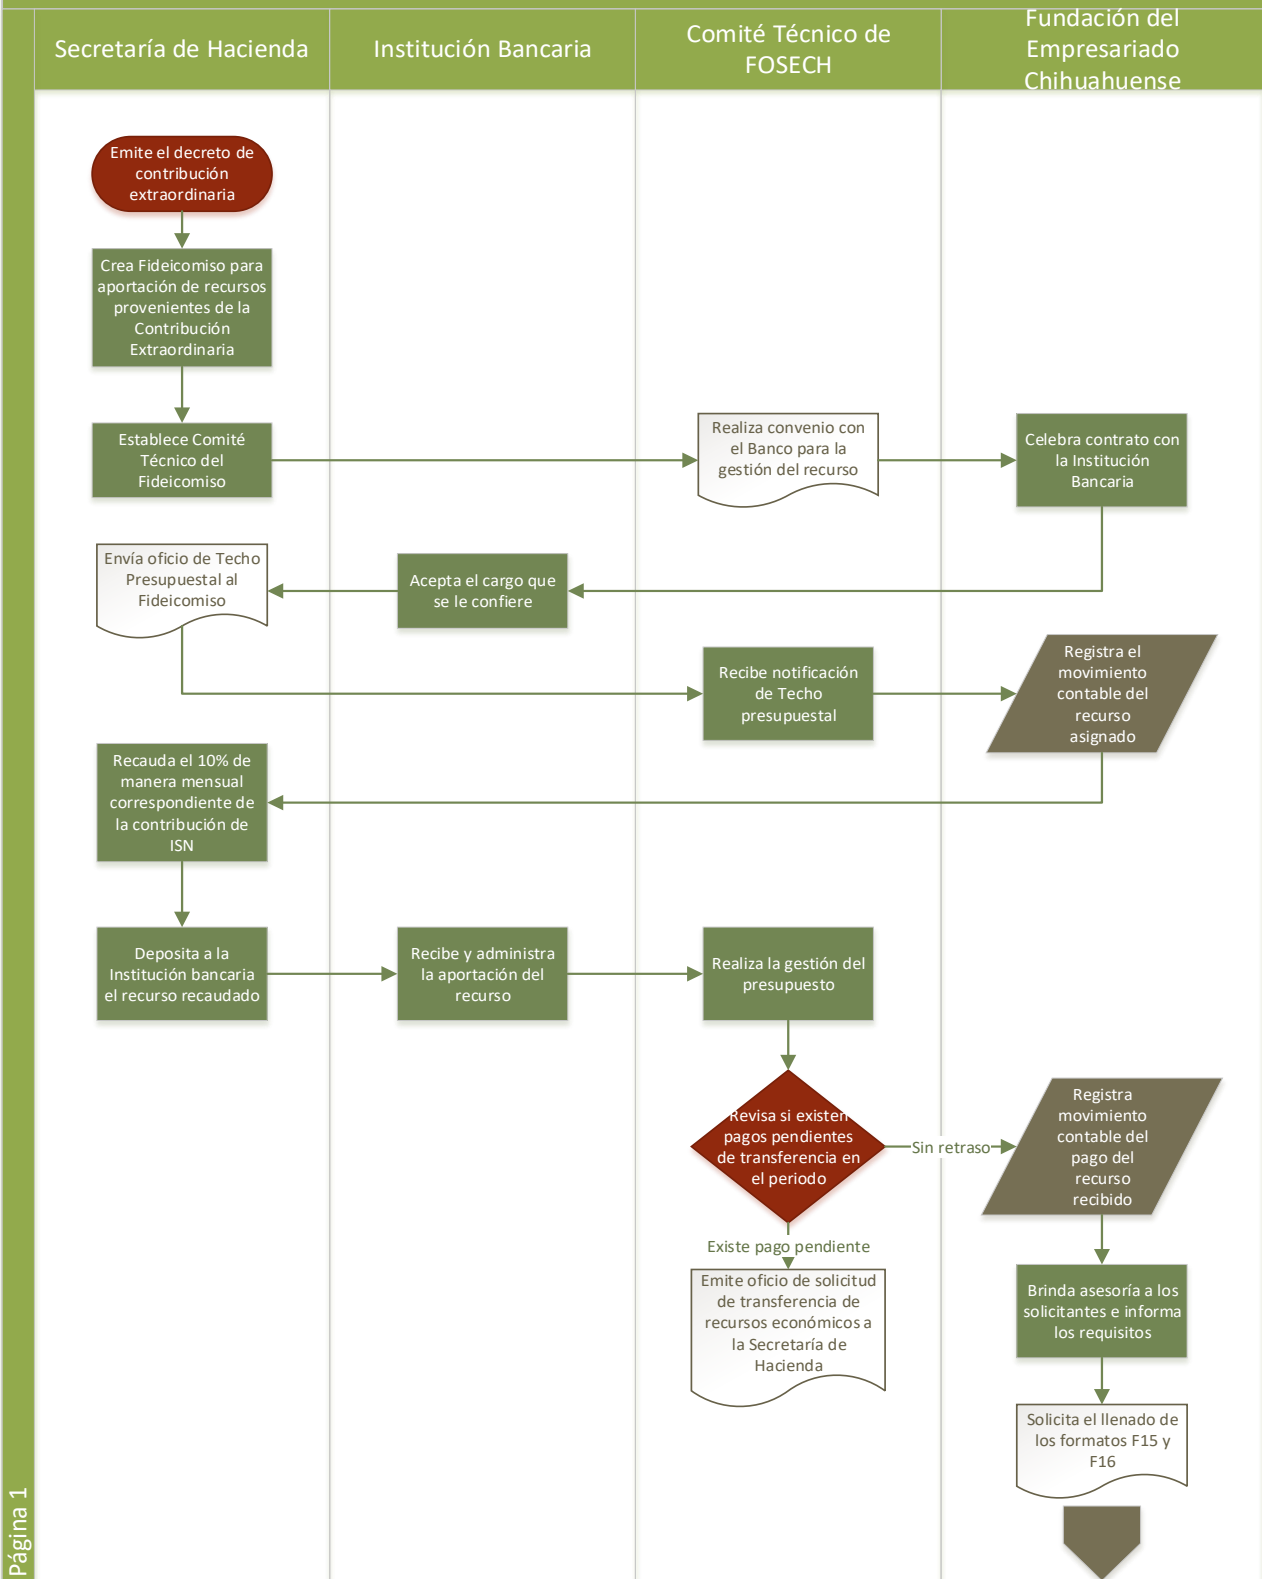 Secretaría de Hacienda
Institución Bancaria
Comité Técnico de
FOSECH
Fundación del
Empresariado
Chihuahuense
Emite el decreto de
contribución
extraordinaria
Crea Fideicomiso para
aportación de recursos
provenientes de la
Contribución
Extraordinaria
Establece Comité
Técnico del
Fideicomiso
Realiza convenio con
el Banco para la
gestión del recurso
Celebra contrato con
la Institución
Bancaria
Envía oficio de Techo
Presupuestal al
Fideicomiso
Acepta el cargo que
se le confiere
Recibe notificación
de Techo
presupuestal
Registra el
movimiento
contable del
recurso
asignado
Recauda el 10% de
manera mensual
correspondiente de
la contribución de
ISN
Deposita a la
Institución bancaria
el recurso recaudado
Recibe y administra
la aportación del
recurso
Realiza la gestión del
presupuesto
Revisa si existen
pagos pendientes
de transferencia en
el periodo
Sin retraso
Registra
movimiento
contable del
pago del
recurso
recibido
Existe pago pendiente
Emite oficio de solicitud
de transferencia de
recursos económicos a
la Secretaría de
Hacienda
Brinda asesoría a los
solicitantes e informa
los requisitos
Solicita el llenado de
los formatos F15 y
F16
Página 1